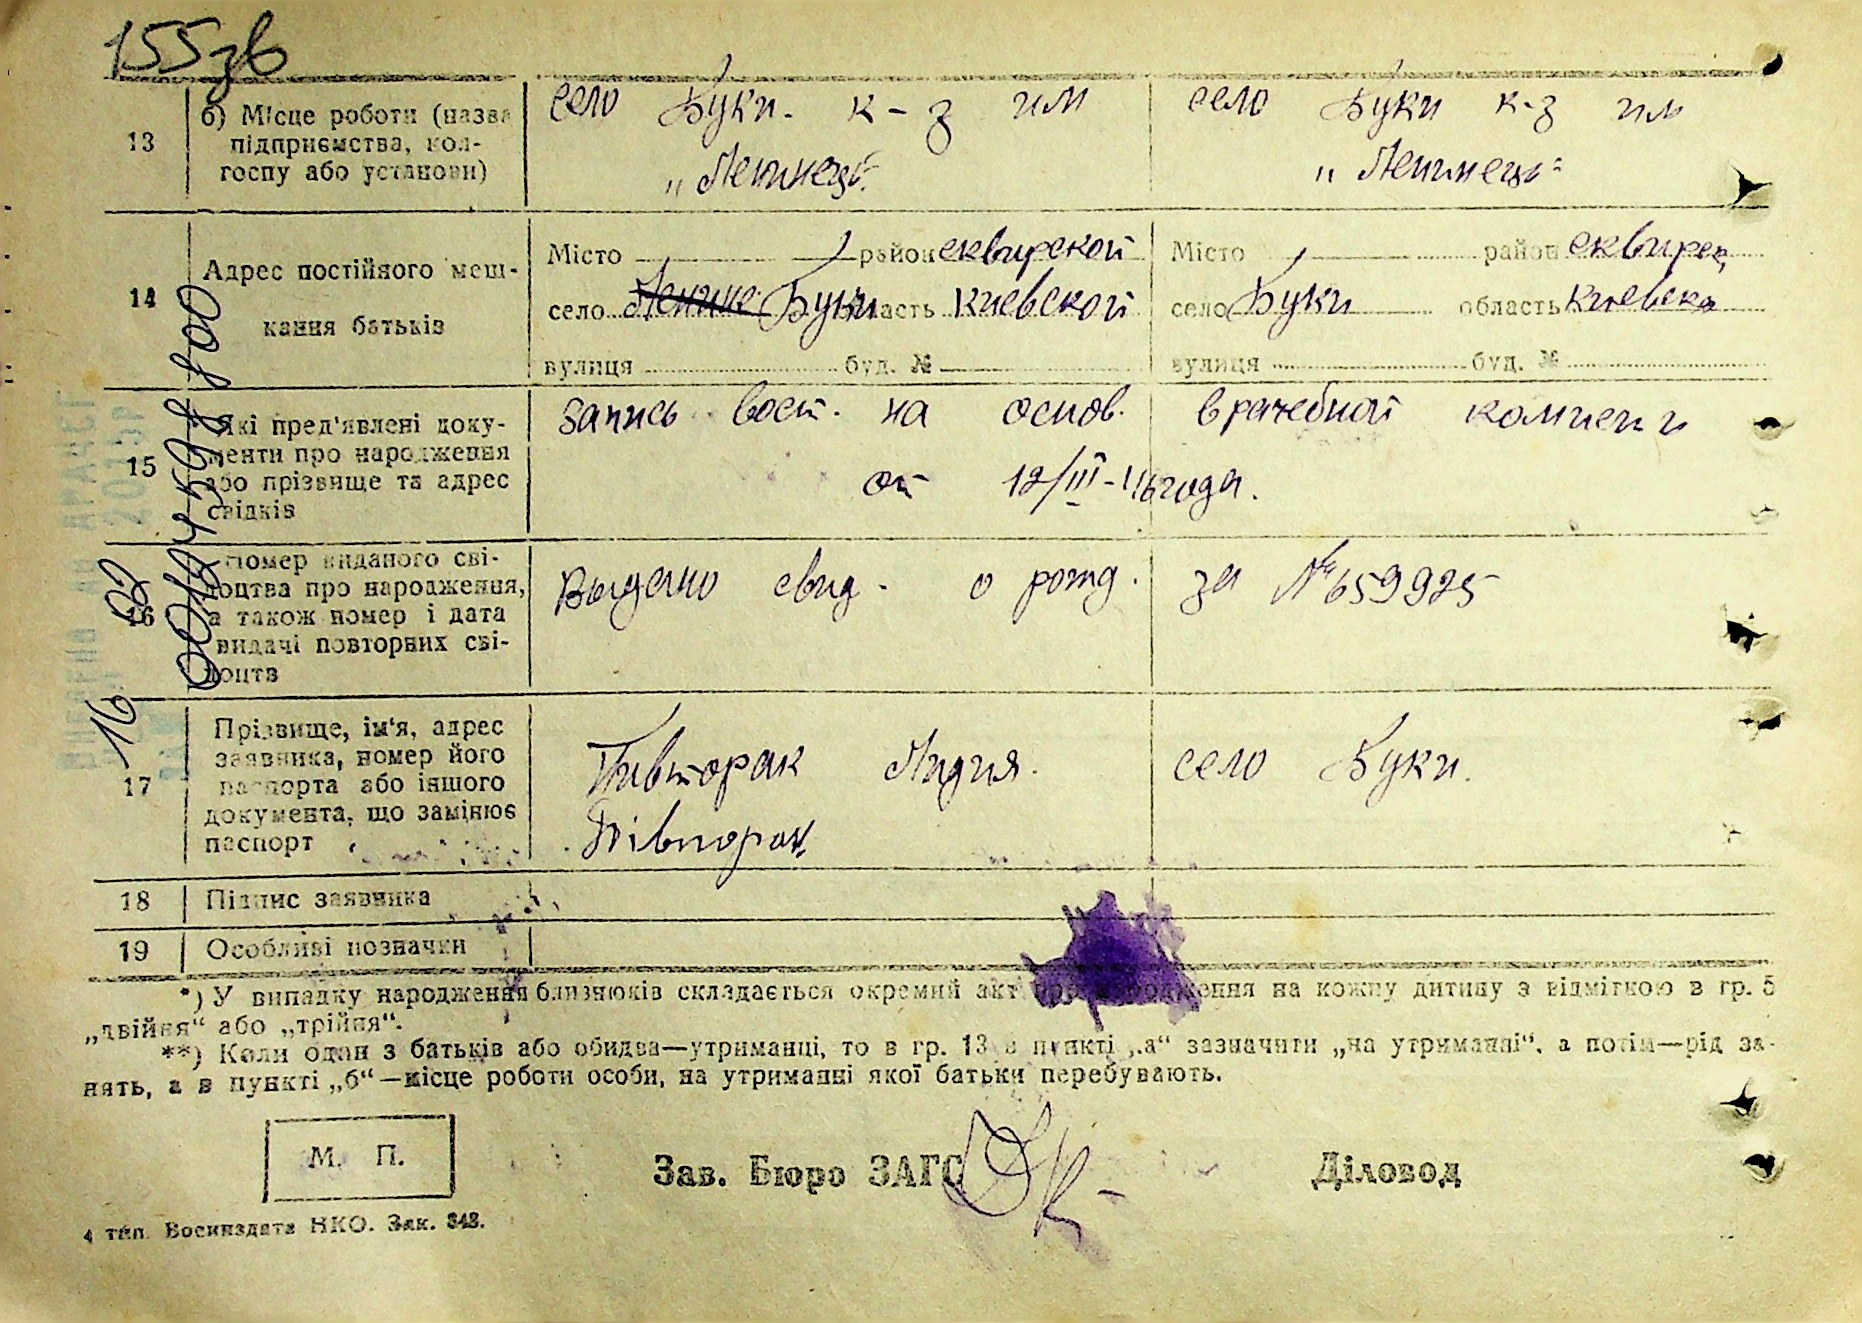 155зв
13
б) Місце роботи (назва
підприємства, кол-
госпу або установи)
село Буки. к-з им
„Ленинець"
село Буки к-з им
„Ленинець"
14
Адрес постійного меш-
кання батьків
Місто район сквирской
село Буки область Киевской
вулиця буд. №
Місто район сквирск
село Буки область Киевска
вулиця буд. №
15
Які пред'явлені доку-
менти про народження
або прізвище та адрес
свідків
запись вост. на основ. врачебной
от 12/III-46 года.
16
Номер виданого сві-
доцтва про народження,
а також номер і дата
видачі повторних сві-
доцтв
Выдано свид. о рожд. за № 659925
17
Прізвище, ім'я, адрес
заявника, номер його
паспорта або іншого
документа, що замінює
паспорт
Пивторак Лидия. село Буки.
Півторак
18 Підпис заявника
19 Особливі позначки
*) У випадку народження близнюків складається окремий акт про народження на кожну дитину з відміткою в гр. 5
„двійня" або „трійня".
**) Коли один з батьків або обидва—утриманці, то в гр. 13 в пункті „а" зазначити „на утриманні", а потім—рід за-
нять, а в пункті „б"—місце роботи особи, на утриманні якої батьки перебувають.
М. П.
Зав. Бюро ЗАГС
Діловод
4 тип. Воениздата НКО. Зак. 343.